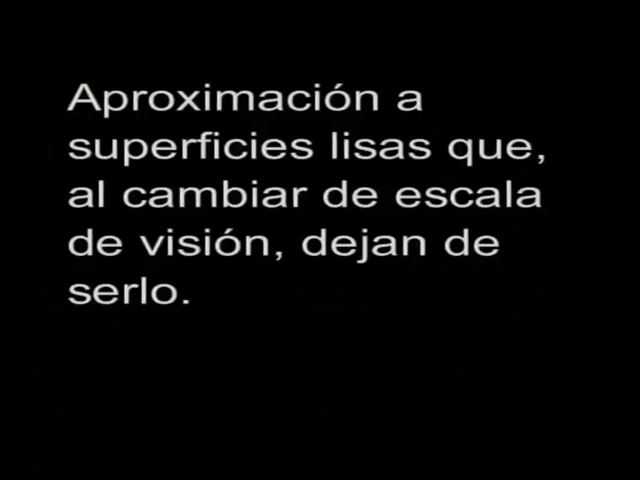 Aproximación a
superficies lisas que,
al cambiar de escala
de visión, dejan de
serlo.